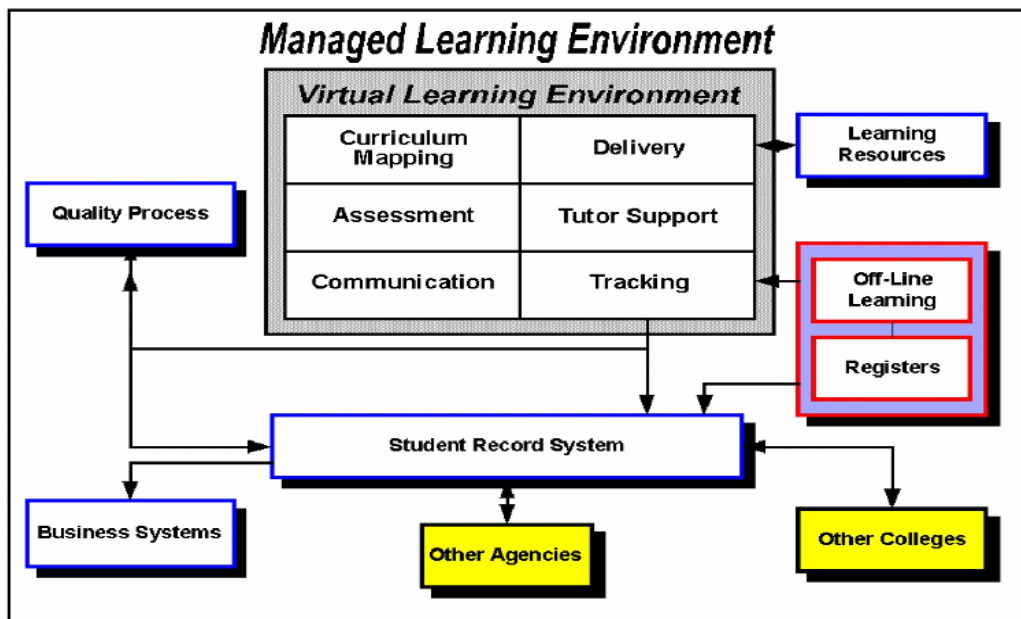 Managed Learning Environment
Virtual Learning Environment
Curriculum
Mapping
Delivery
Learning
Resources
Quality Process
Assessment
Tutor Support
Communication
Tracking
Off-Line
Learning
Registers
Student Record System
Business Systems
Other Agencies
Other Colleges